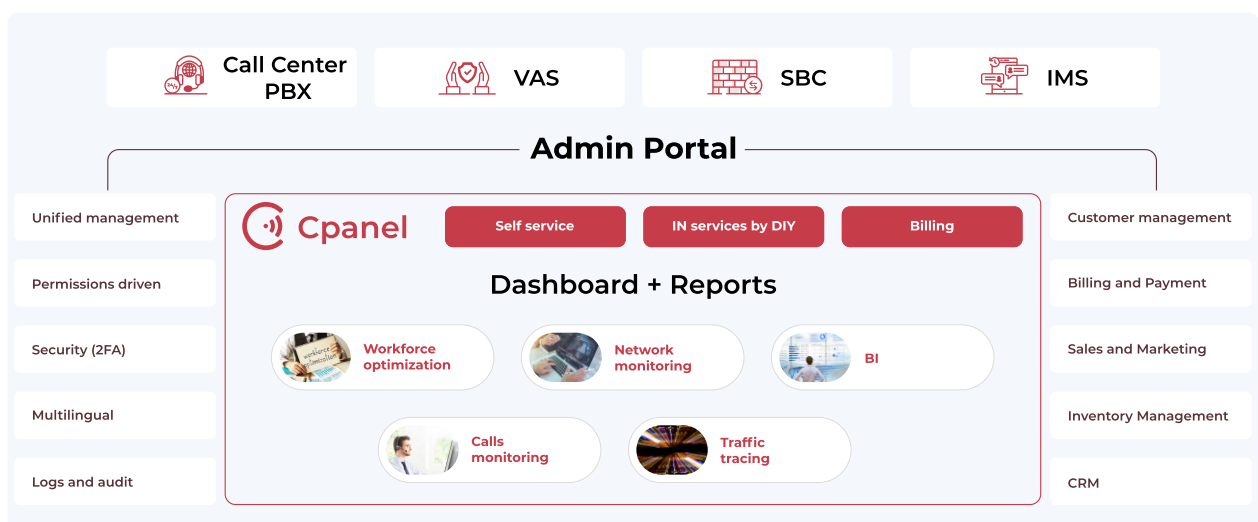 Call Center
PBX
VAS
SBC
IMS
Admin Portal
Unified management
Permissions driven
Security (2FA)
Multilingual
Logs and audit
Cpanel
Self service
IN services by DIY
Billing
Dashboard + Reports
workforce
optimization
Workforce
optimization
Network
monitoring
BI
Calls
monitoring
Traffic
tracing
Customer management
Billing and Payment
Sales and Marketing
Inventory Management
CRM